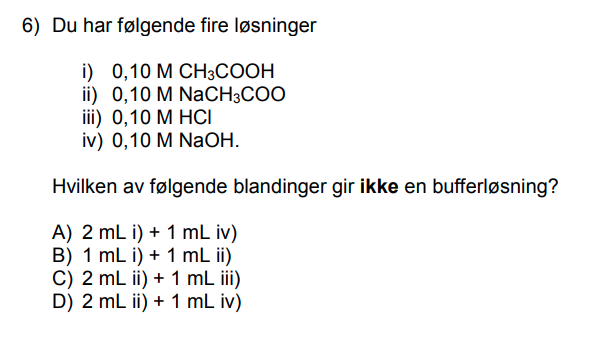 6) Du har følgende fire løsninger
i) 0,10 M CH₃COOH
ii) 0,10 M NaCH₃COO
iii) 0,10 M HCl
iv) 0,10 M NaOH.
Hvilken av følgende blandinger gir ikke en bufferløsning?
A) 2 mL i) + 1 mL iv)
B) 1 mL i) + 1 mL ii)
C) 2 mL ii) + 1 mL iii)
D) 2 mL ii) + 1 mL iv)